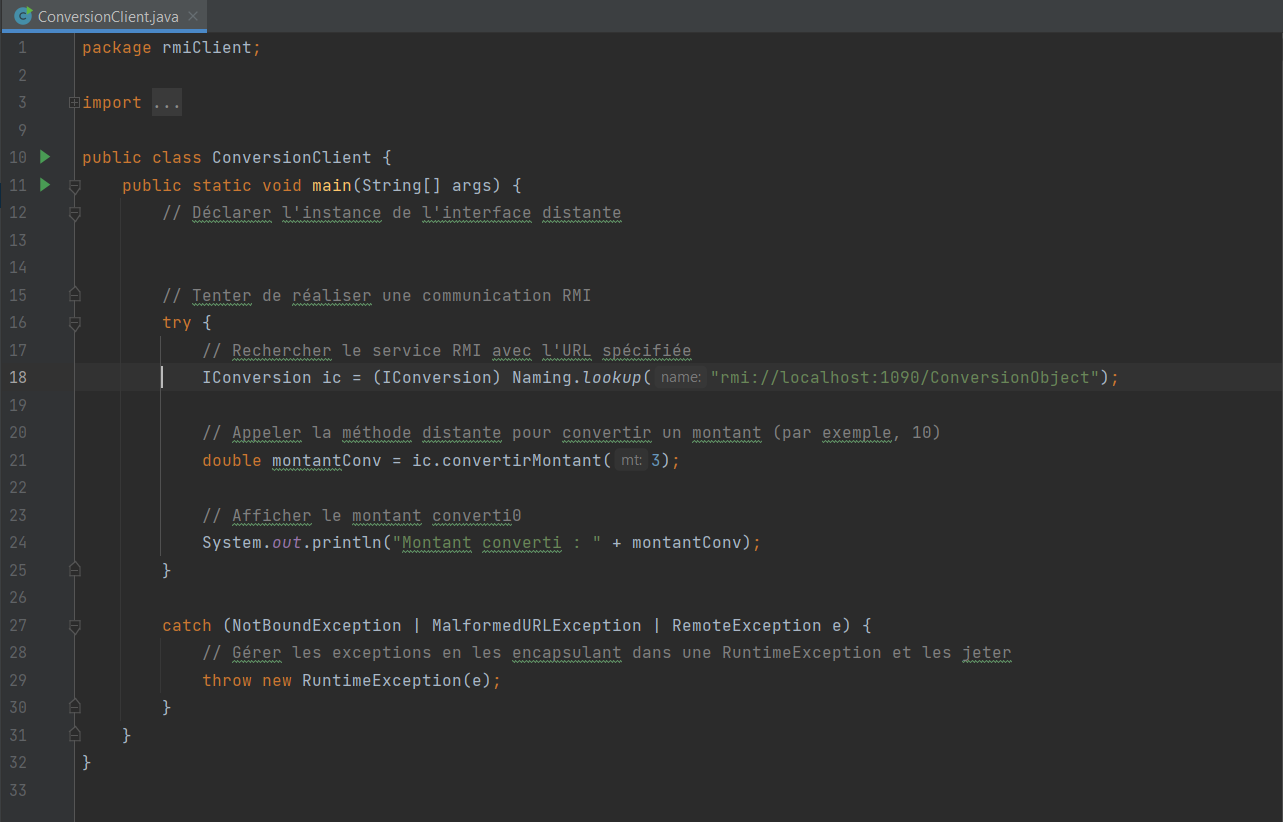 ConversionClient.java
1 package rmiClient;
2
3 import ...
9
10 public class ConversionClient {
11 public static void main(String[] args) {
12 // Déclarer l'instance de l'interface distante
13
14
15 // Tenter de réaliser une communication RMI
16 try {
17 // Rechercher le service RMI avec l'URL spécifiée
18 IConversion ic = (IConversion) Naming.lookup( name: "rmi://localhost:1090/ConversionObject");
19
20 // Appeler la méthode distante pour convertir un montant (par exemple, 10)
21 double montantConv = ic.convertirMontant( mt: 3);
22
23 // Afficher le montant converti0
24 System.out.println("Montant converti : " + montantConv);
25 }
26
27 catch (NotBoundException | MalformedURLException | RemoteException e) {
28 // Gérer les exceptions en les encapsulant dans une RuntimeException et les jeter
29 throw new RuntimeException(e);
30 }
31 }
32 }
33